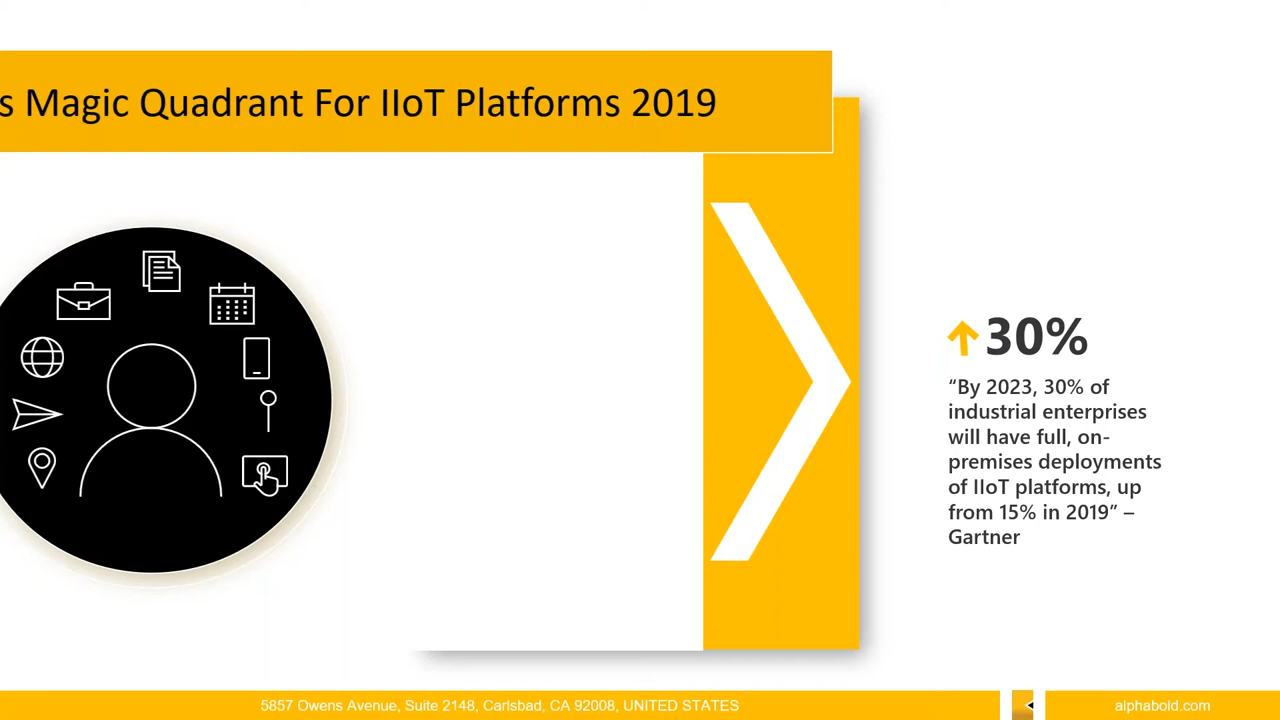 s Magic Quadrant For IIoT Platforms 2019
30%
“By 2023, 30% of
industrial enterprises
will have full, on-
premises deployments
of IIoT platforms, up
from 15% in 2019” –
Gartner
5857 Owens Avenue, Suite 2148, Carlsbad, CA 92008, UNITED STATES
alphabold.com